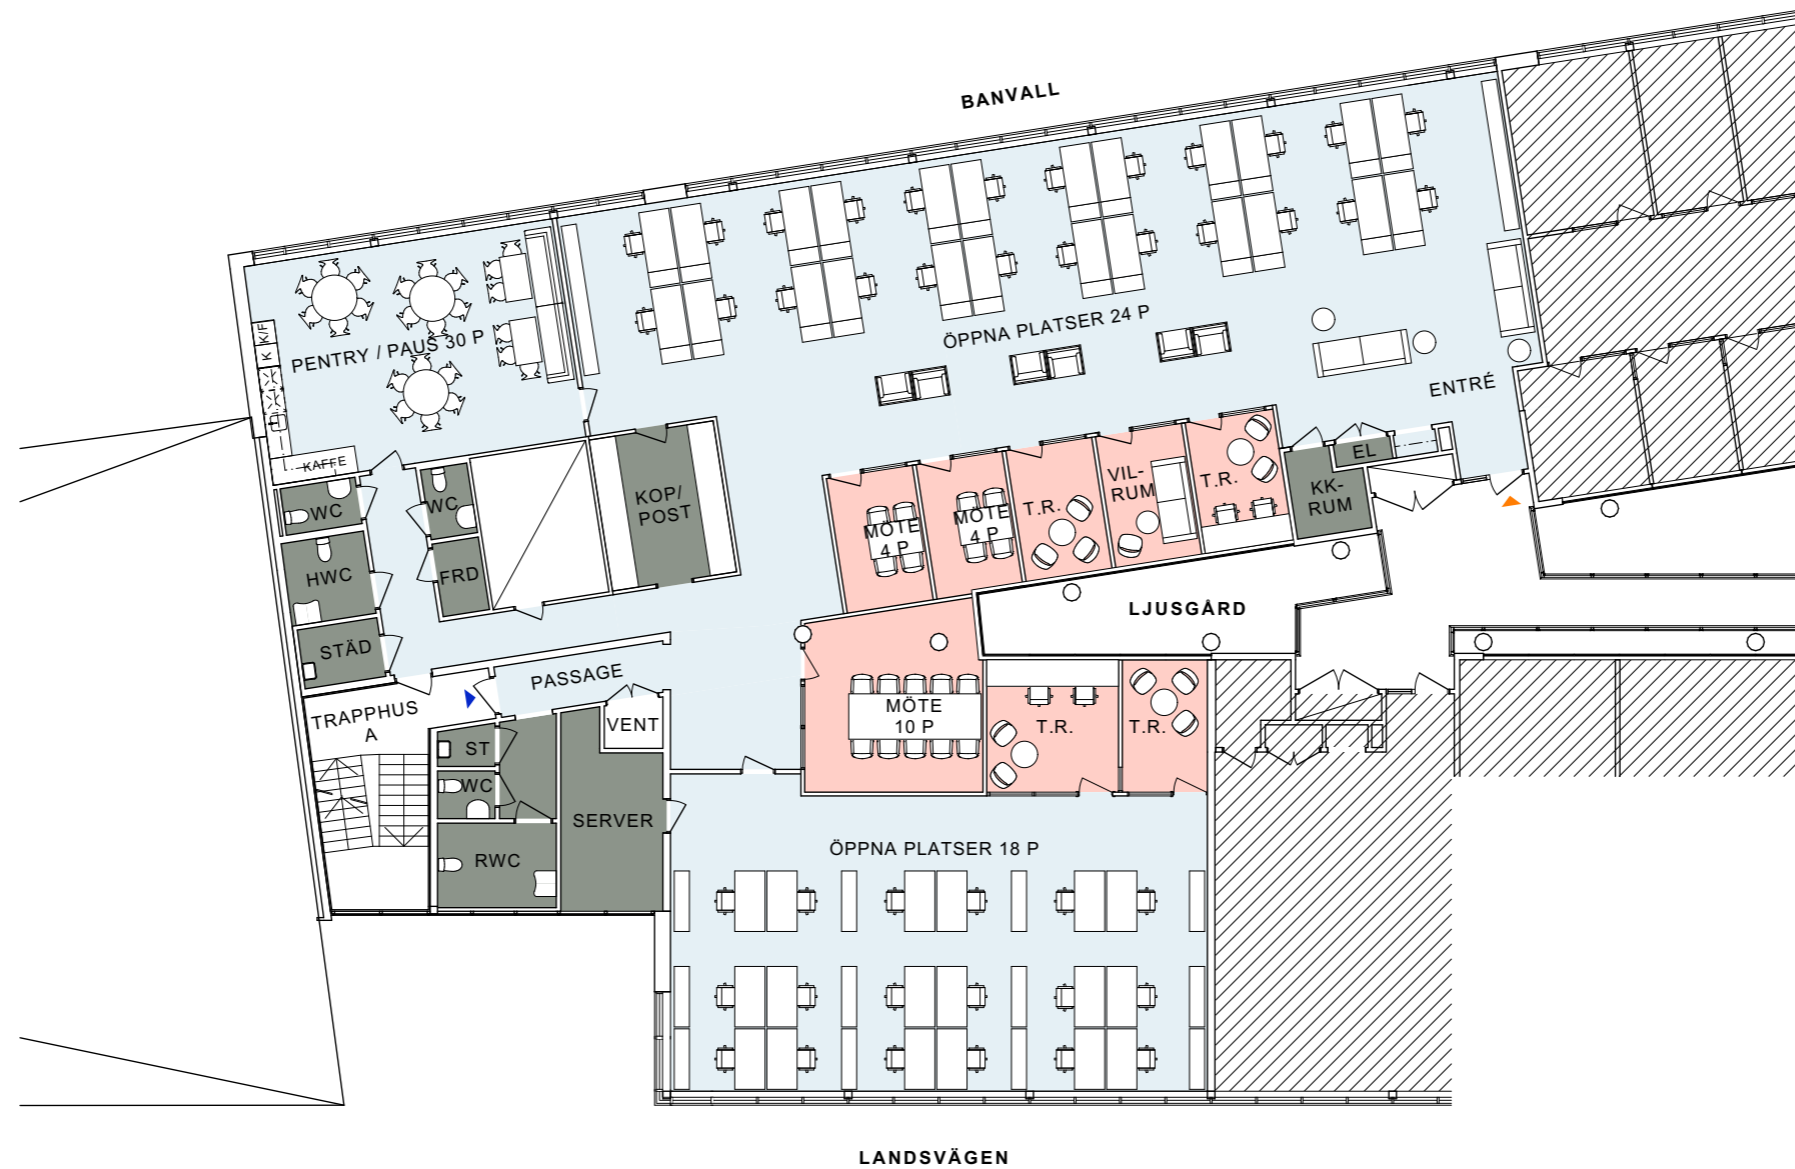 BANVALL
K/F
K
PENTRY / PAUS 30 P
ÖPPNA PLATSER 24 P
ENTRÉ
KAFFE
WC
WC
KOP/
POST
HWC
FRD
STÄD
MÖTE
4 P
MÖTE
4 P
T.R.
VIL-
RUM
T.R.
EL
KK-
RUM
LJUSGÅRD
PASSAGE
TRAPPHUS
A
VENT
ST
WC
SERVER
RWC
MÖTE
10 P
T.R.
T.R.
ÖPPNA PLATSER 18 P
LANDSVÄGEN